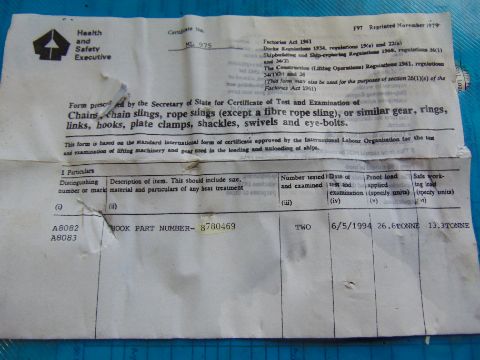 Health
and
Safety
Executive
Certificate No.
ML 975
F97 Reprinted November 1979
Factories Act 1961
Docks Regulations 1934, regulations 19(a) and 22(a)
Shipbuilding and Ship-repairing Regulations 1960, regulations 34(1)
and 36(2)
The Construction (Lifting Operations) Regulations 1961, regulations
34(1)(b) and 36
(This form may also be used for the purposes of section 26(1)(e) of the
Factories Act 1961)
Form prescribed by the Secretary of State for Certificate of Test and Examination of
Chains, chain slings, rope slings (except a fibre rope sling), or similar gear, rings,
links, hooks, plate clamps, shackles, swivels and eye-bolts.
This form is based on the standard international form of certificate approved by the International Labour Organisation for the test
and examination of lifting machinery and gear used in the loading and unloading of ships.
1 Particulars
Distinguishing number or mark
(i)
Description of item. This should include size, material and particulars of any heat treatment
(ii)
Number tested and examined
(iii)
Date of test and examination
(iv)
Proof load applied (specify units)
(v)
Safe working load (specify units)
(vi)
A8082
A8083
HOOK PART NUMBER- 8780469
TWO
6/5/1994
26.6TONNE
13.3TONNE